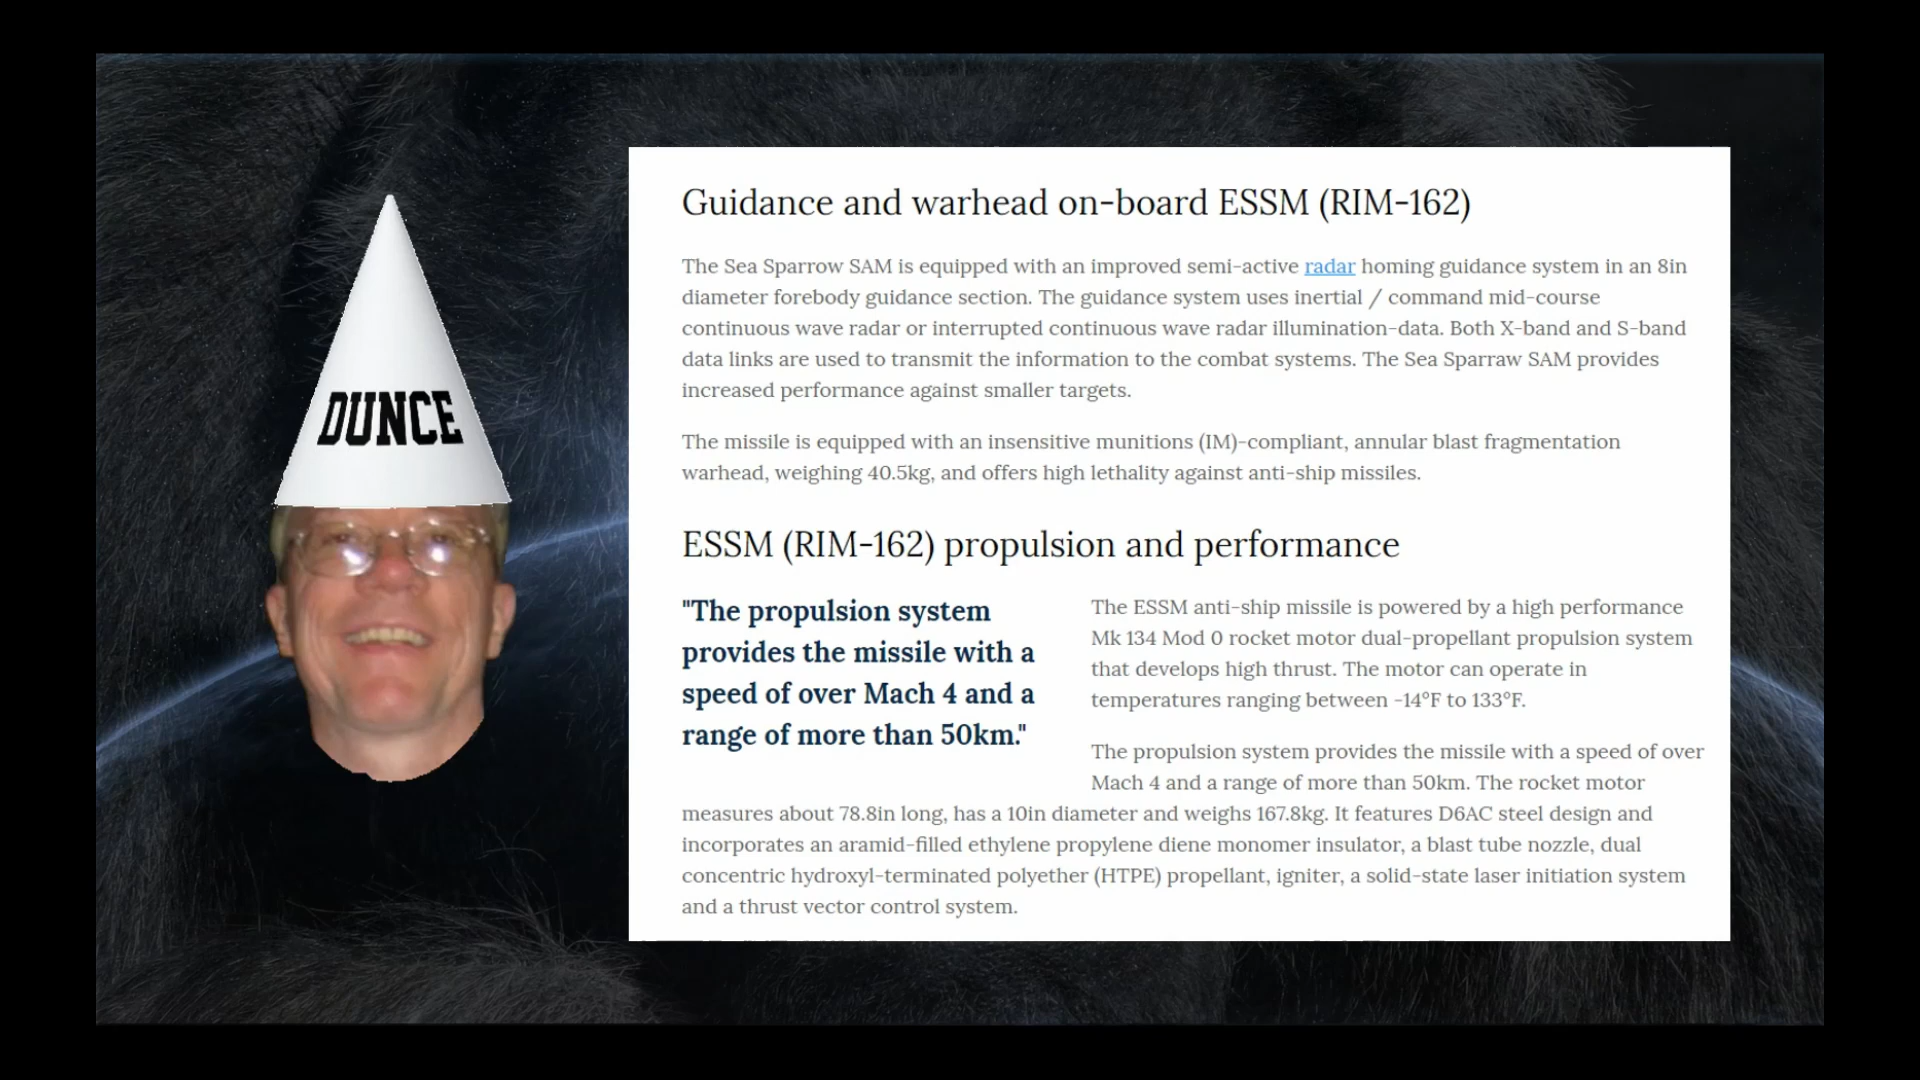 DUNCE
Guidance and warhead on-board ESSM (RIM-162)
The Sea Sparrow SAM is equipped with an improved semi-active radar homing guidance system in an 8in
diameter forebody guidance section. The guidance system uses inertial / command mid-course
continuous wave radar or interrupted continuous wave radar illumination-data. Both X-band and S-band
data links are used to transmit the information to the combat systems. The Sea Sparraw SAM provides
increased performance against smaller targets.
The missile is equipped with an insensitive munitions (IM)-compliant, annular blast fragmentation
warhead, weighing 40.5kg, and offers high lethality against anti-ship missiles.
ESSM (RIM-162) propulsion and performance
"The propulsion system
provides the missile with a
speed of over Mach 4 and a
range of more than 50km."
The ESSM anti-ship missile is powered by a high performance
Mk 134 Mod 0 rocket motor dual-propellant propulsion system
that develops high thrust. The motor can operate in
temperatures ranging between -14°F to 133°F.
The propulsion system provides the missile with a speed of over
Mach 4 and a range of more than 50km. The rocket motor
measures about 78.8in long, has a 10in diameter and weighs 167.8kg. It features D6AC steel design and
incorporates an aramid-filled ethylene propylene diene monomer insulator, a blast tube nozzle, dual
concentric hydroxyl-terminated polyether (HTPE) propellant, igniter, a solid-state laser initiation system
and a thrust vector control system.